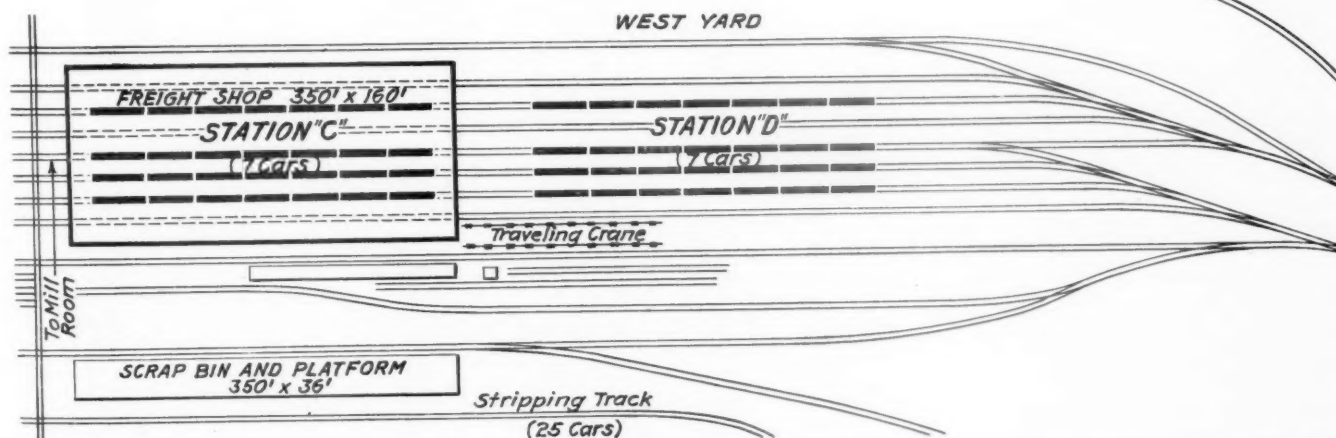 WEST YARD
FREIGHT SHOP 350' x 160'
STATION "C"
(7 Cars)
STATION "D"
(7 Cars)
Traveling Crane
To Mill
Room
SCRAP BIN AND PLATFORM
350' x 36'
Stripping Track
(25 Cars)